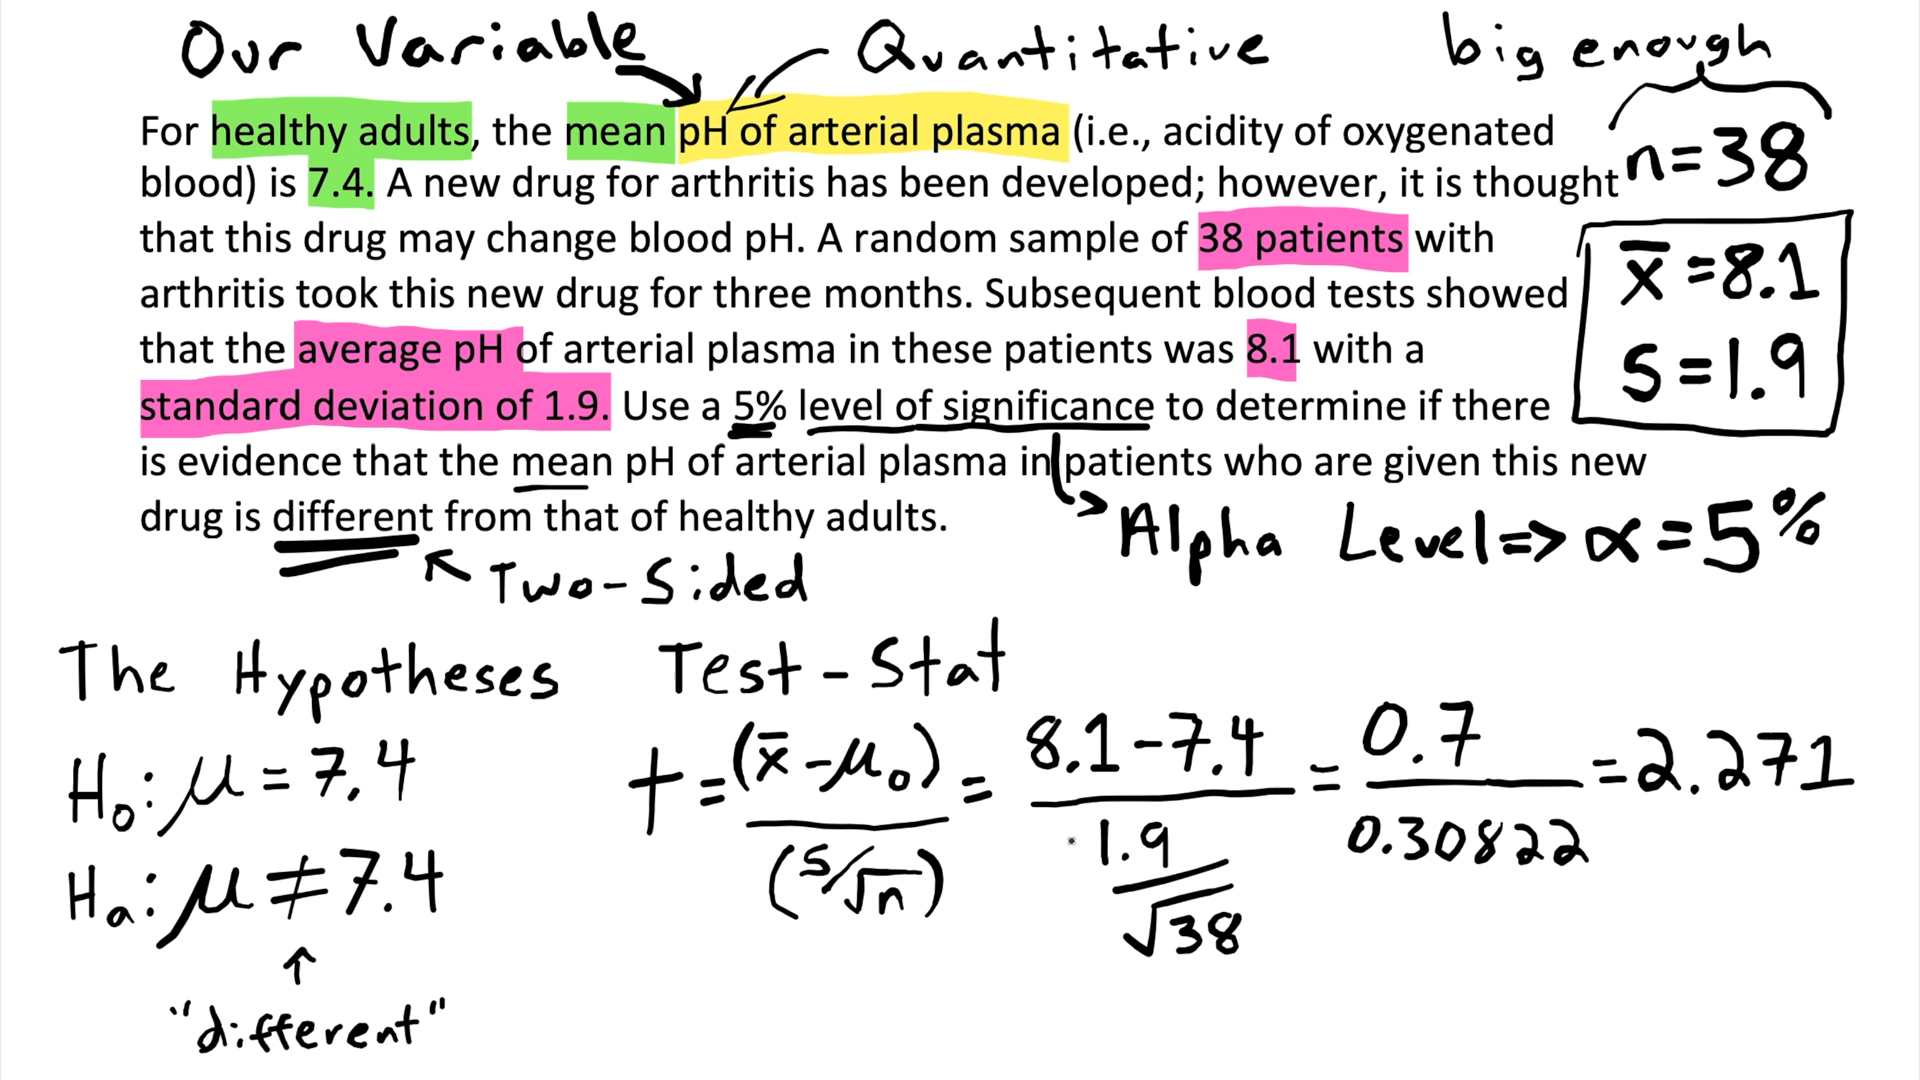 Our Variable Quantitative big enough
For healthy adults, the mean pH of arterial plasma (i.e., acidity of oxygenated
blood) is 7.4. A new drug for arthritis has been developed; however, it is thought
that this drug may change blood pH. A random sample of 38 patients with
arthritis took this new drug for three months. Subsequent blood tests showed
that the average pH of arterial plasma in these patients was 8.1 with a
standard deviation of 1.9. Use a 5% level of significance to determine if there
is evidence that the mean pH of arterial plasma in patients who are given this new
drug is different from that of healthy adults.
n=38
x̄=8.1
s=1.9
Alpha Level => α=5%
Two-Sided
The Hypotheses
H₀: μ=7.4
Hₐ: μ≠7.4
↑
"different"
Test-Stat
t=(x̄-μ₀)/(s/√n)=(8.1-7.4)/(1.9/√38)=0.7/0.30822=2.271